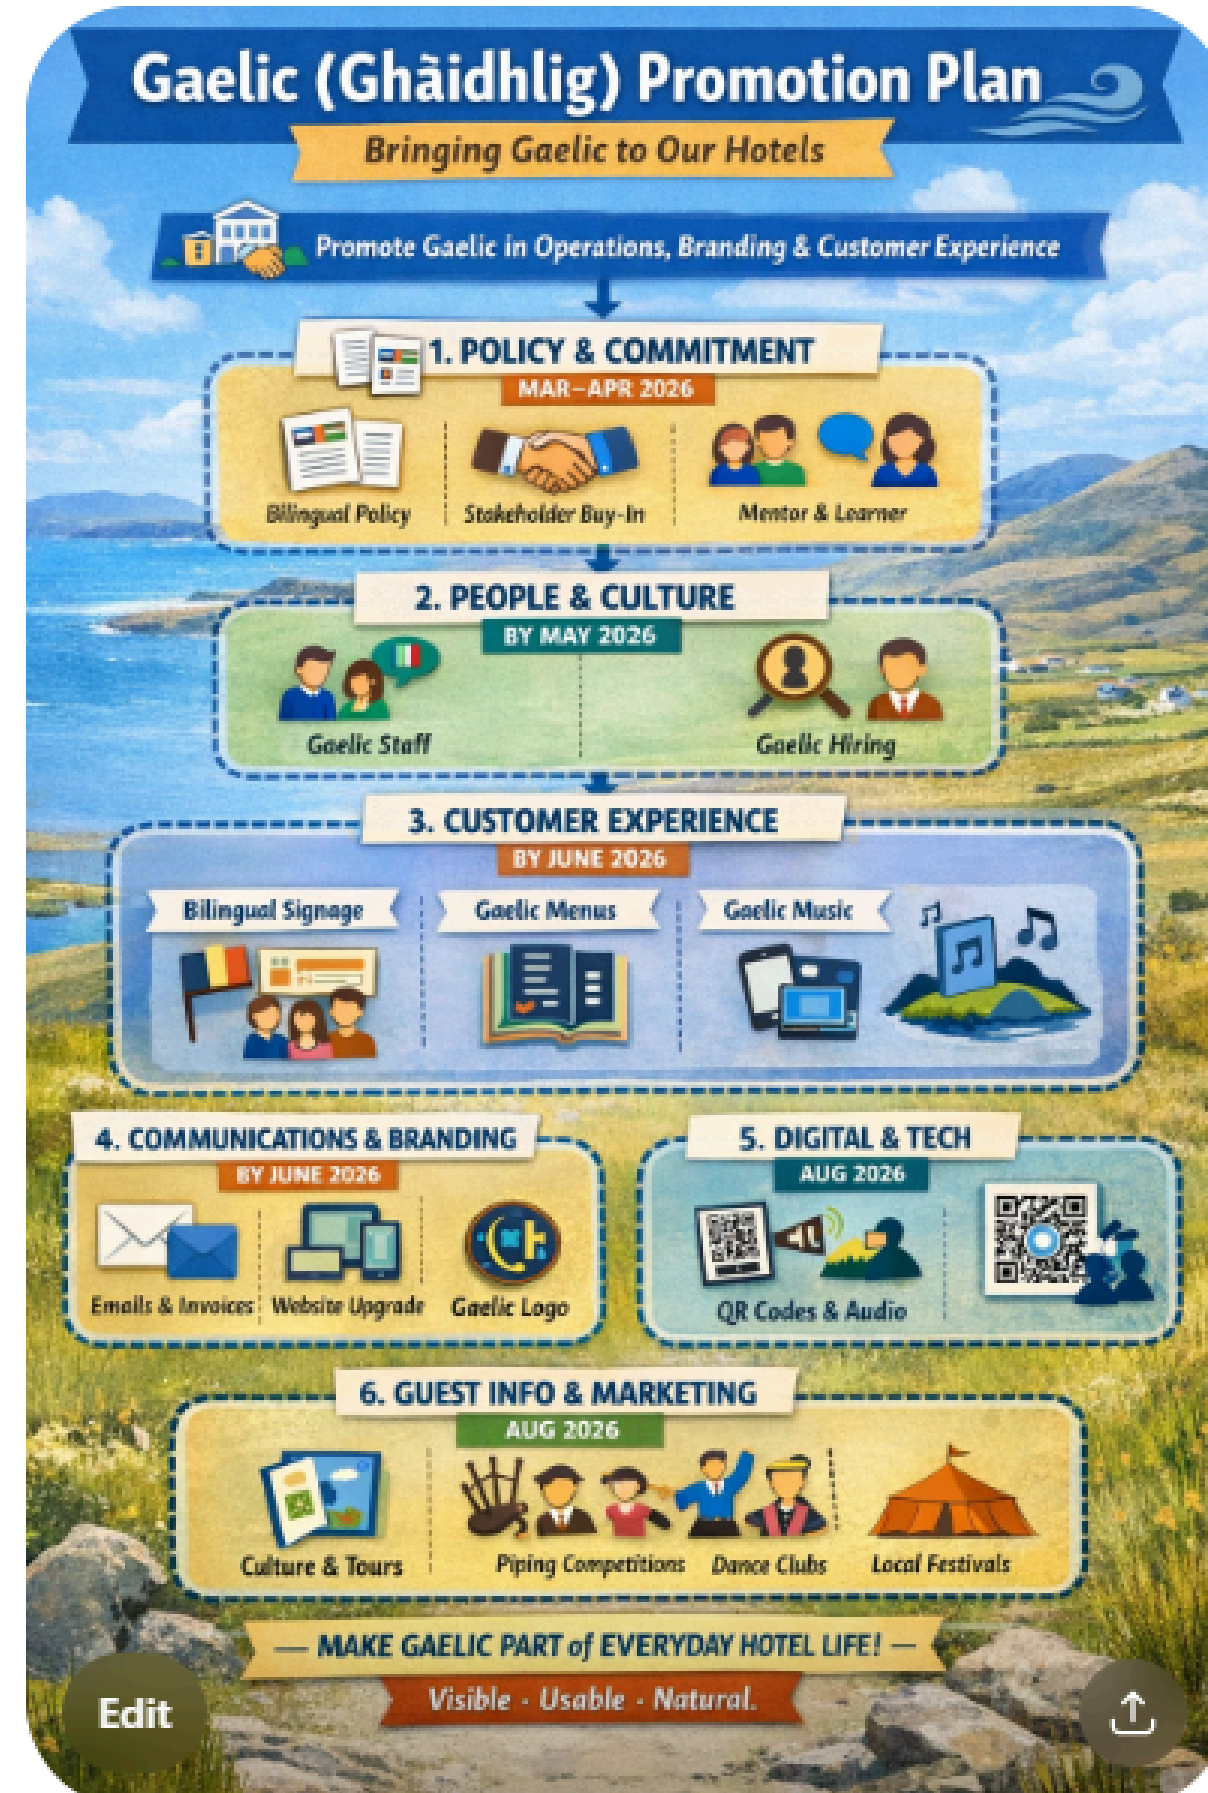 Gaelic (Ghàidhlig) Promotion Plan
Bringing Gaelic to Our Hotels
Promote Gaelic in Operations, Branding & Customer Experience
1. POLICY & COMMITMENT
MAR–APR 2026
Bilingual Policy
Stakeholder Buy-In
Mentor & Learner
2. PEOPLE & CULTURE
BY MAY 2026
Gaelic Staff
Gaelic Hiring
3. CUSTOMER EXPERIENCE
BY JUNE 2026
Bilingual Signage
Gaelic Menus
Gaelic Music
4. COMMUNICATIONS & BRANDING
BY JUNE 2026
Emails & Invoices
Website Upgrade
Gaelic Logo
5. DIGITAL & TECH
AUG 2026
QR Codes & Audio
6. GUEST INFO & MARKETING
AUG 2026
Culture & Tours
Piping Competitions
Dance Clubs
Local Festivals
— MAKE GAELIC PART of EVERYDAY HOTEL LIFE! —
Visible · Usable · Natural.
Edit